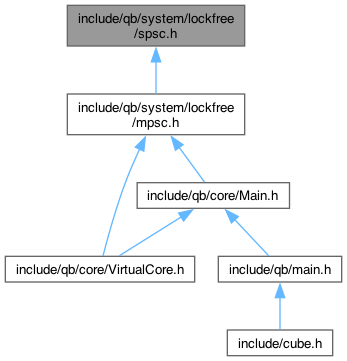 include/qb/system/lockfree
/spsc.h
include/qb/system/lockfree
/mpsc.h
include/qb/core/Main.h
include/qb/core/VirtualCore.h
include/qb/main.h
include/cube.h